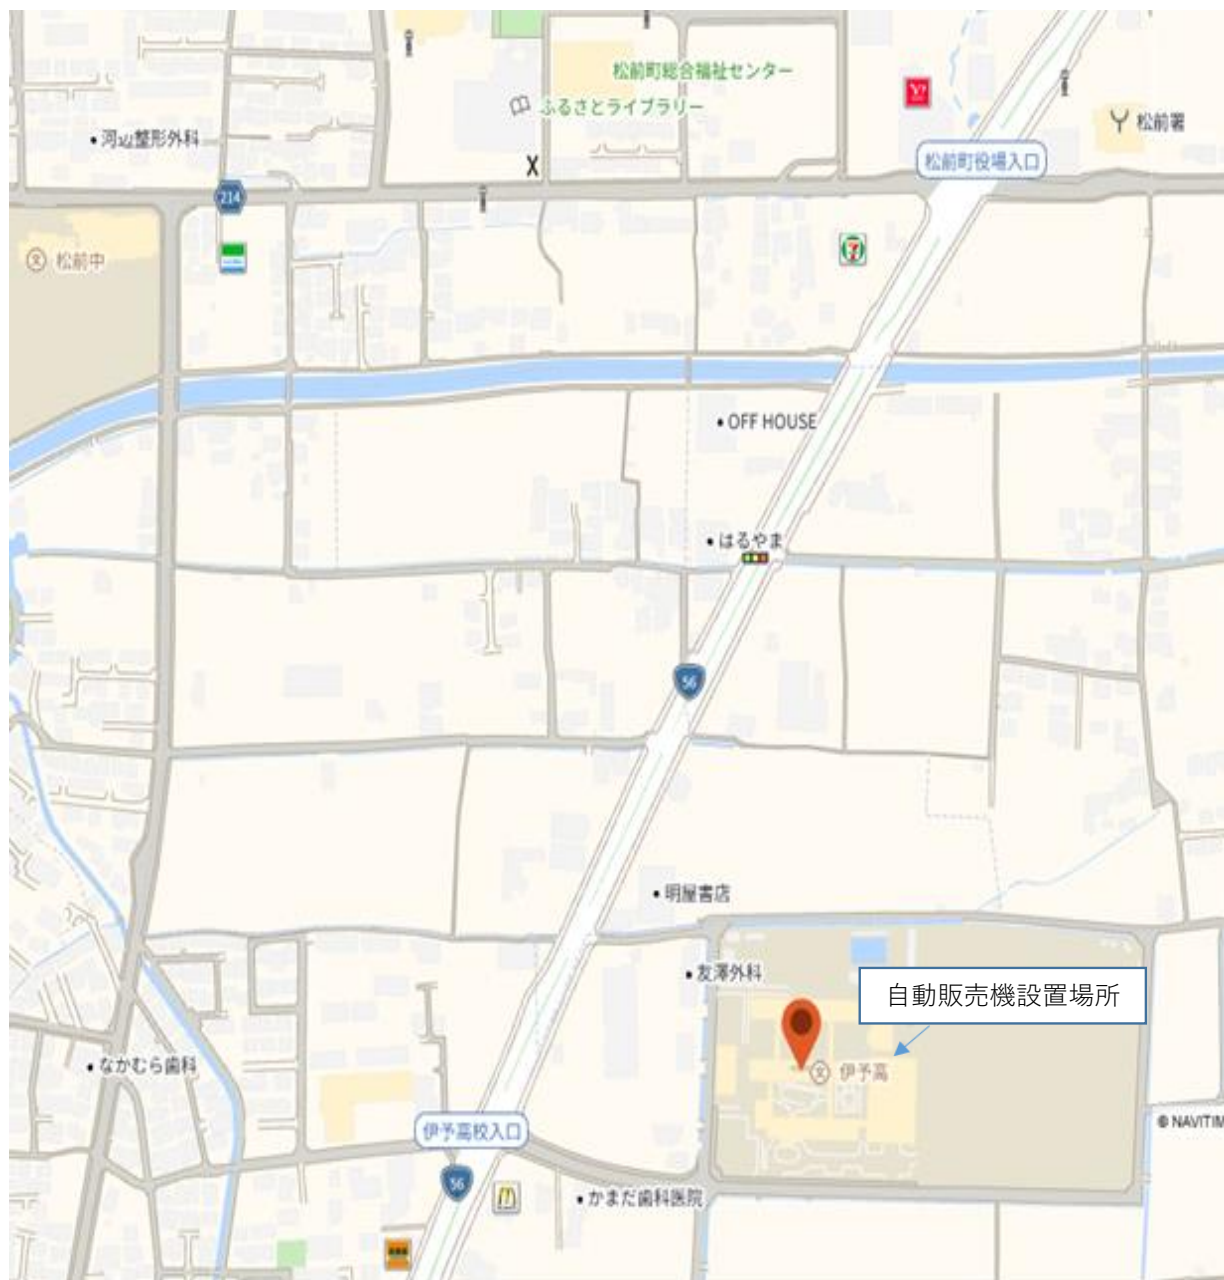 松前町総合福祉センター
ふるさとライブラリー
河辺整形外科
松前署
松前町役場入口
214
松前中
7
OFF HOUSE
はるやま
56
明屋書店
友澤外科
自動販売機設置場所
なかむら歯科
伊予高
© NAVITIM
伊予高校入口
56
かまだ歯科医院